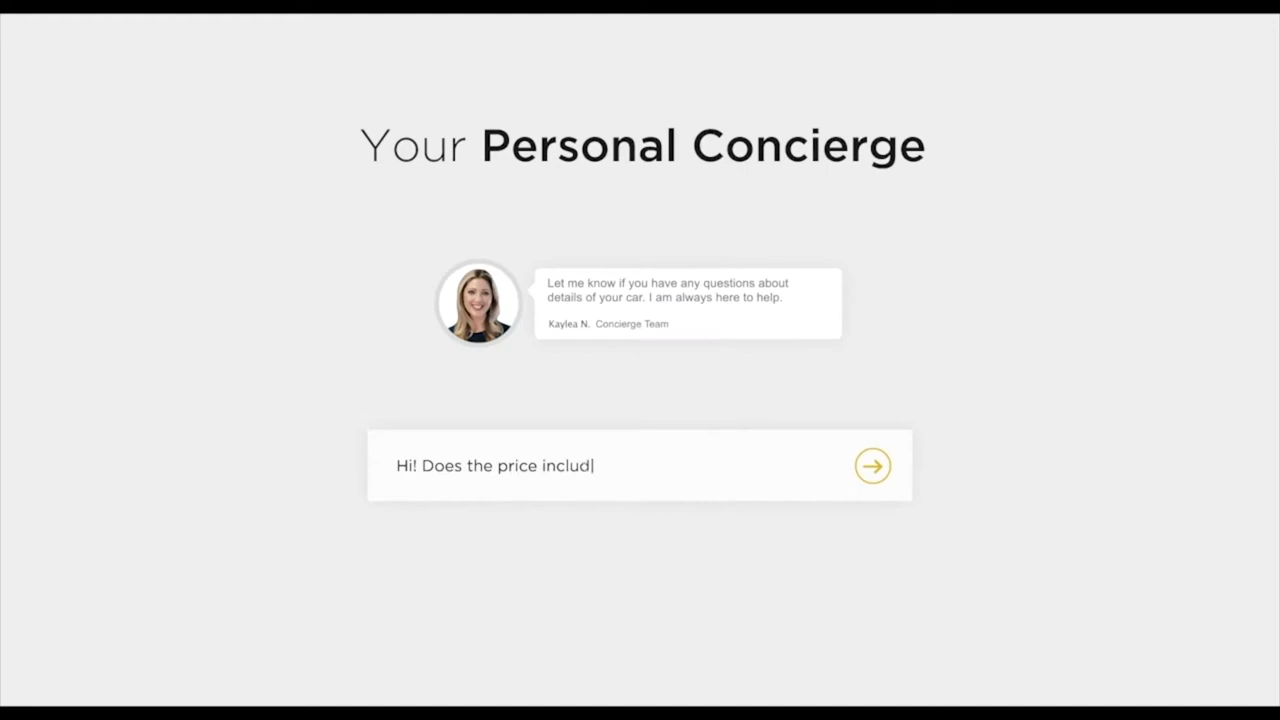 Your Personal Concierge
Let me know if you have any questions about
details of your car. I am always here to help.
Kaylea N. Concierge Team
Hi! Does the price includ